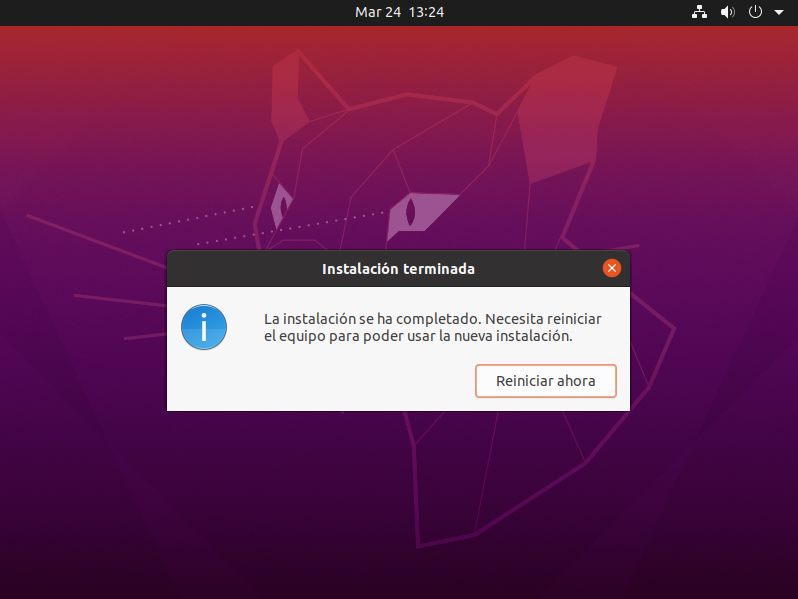 Mar 24 13:24
Instalación terminada
La instalación se ha completado. Necesita reiniciar
el equipo para poder usar la nueva instalación.
Reiniciar ahora